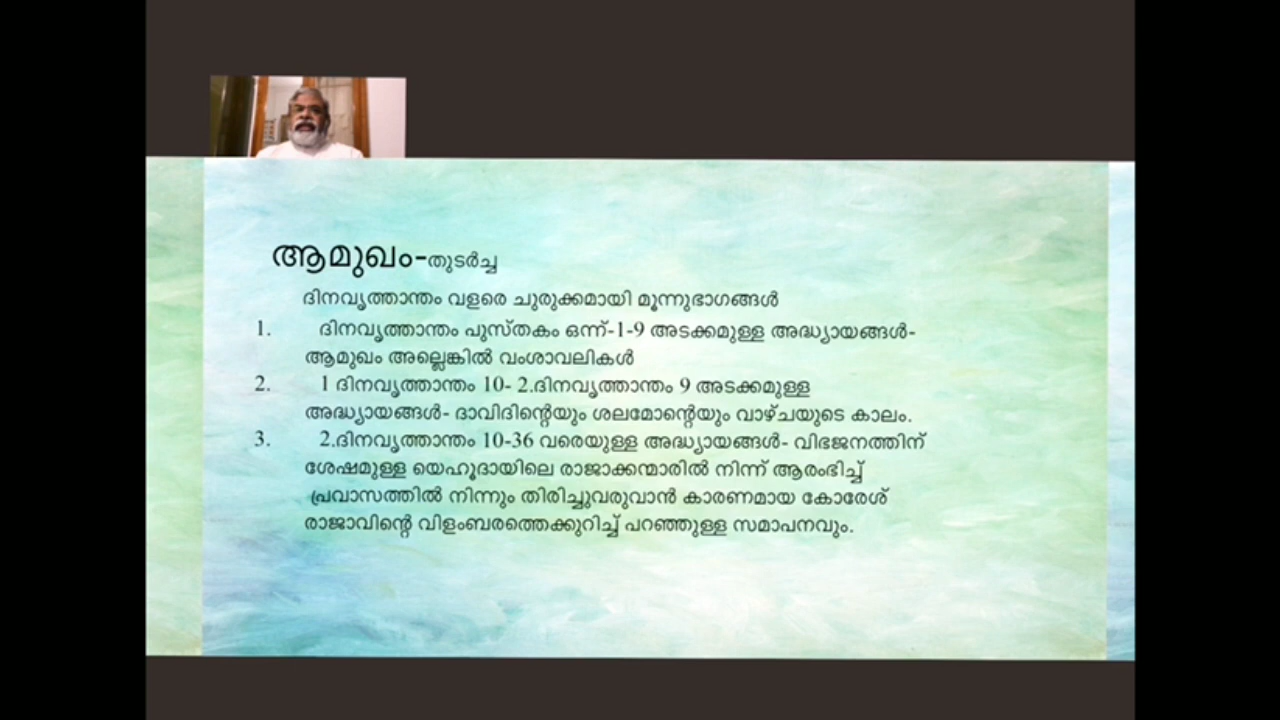 ആമുഖം-തുടർച്ച
ദിനവൃത്താന്തം വളരെ ചുരുക്കമായി മൂന്നുഭാഗങ്ങൾ
1. ദിനവൃത്താന്തം പുസ്തകം ഒന്ന്-1-9 അടക്കമുള്ള അദ്ധ്യായങ്ങൾ-
ആമുഖം അല്ലെങ്കിൽ വംശാവലികൾ
2. 1 ദിനവൃത്താന്തം 10- 2.ദിനവൃത്താന്തം 9 അടക്കമുള്ള
അദ്ധ്യായങ്ങൾ- ദാവിദിന്റെയും ശലമോന്റെയും വാഴ്ചയുടെ കാലം.
3. 2.ദിനവൃത്താന്തം 10-36 വരെയുള്ള അദ്ധ്യായങ്ങൾ- വിഭജനത്തിന്
ശേഷമുള്ള യെഹൂദായിലെ രാജാക്കന്മാരിൽ നിന്ന് ആരംഭിച്ച്
പ്രവാസത്തിൽ നിന്നും തിരിച്ചുവരുവാൻ കാരണമായ കോരേശ്
രാജാവിന്റെ വിളംബരത്തെക്കുറിച്ച് പറഞ്ഞുള്ള സമാപനവും.